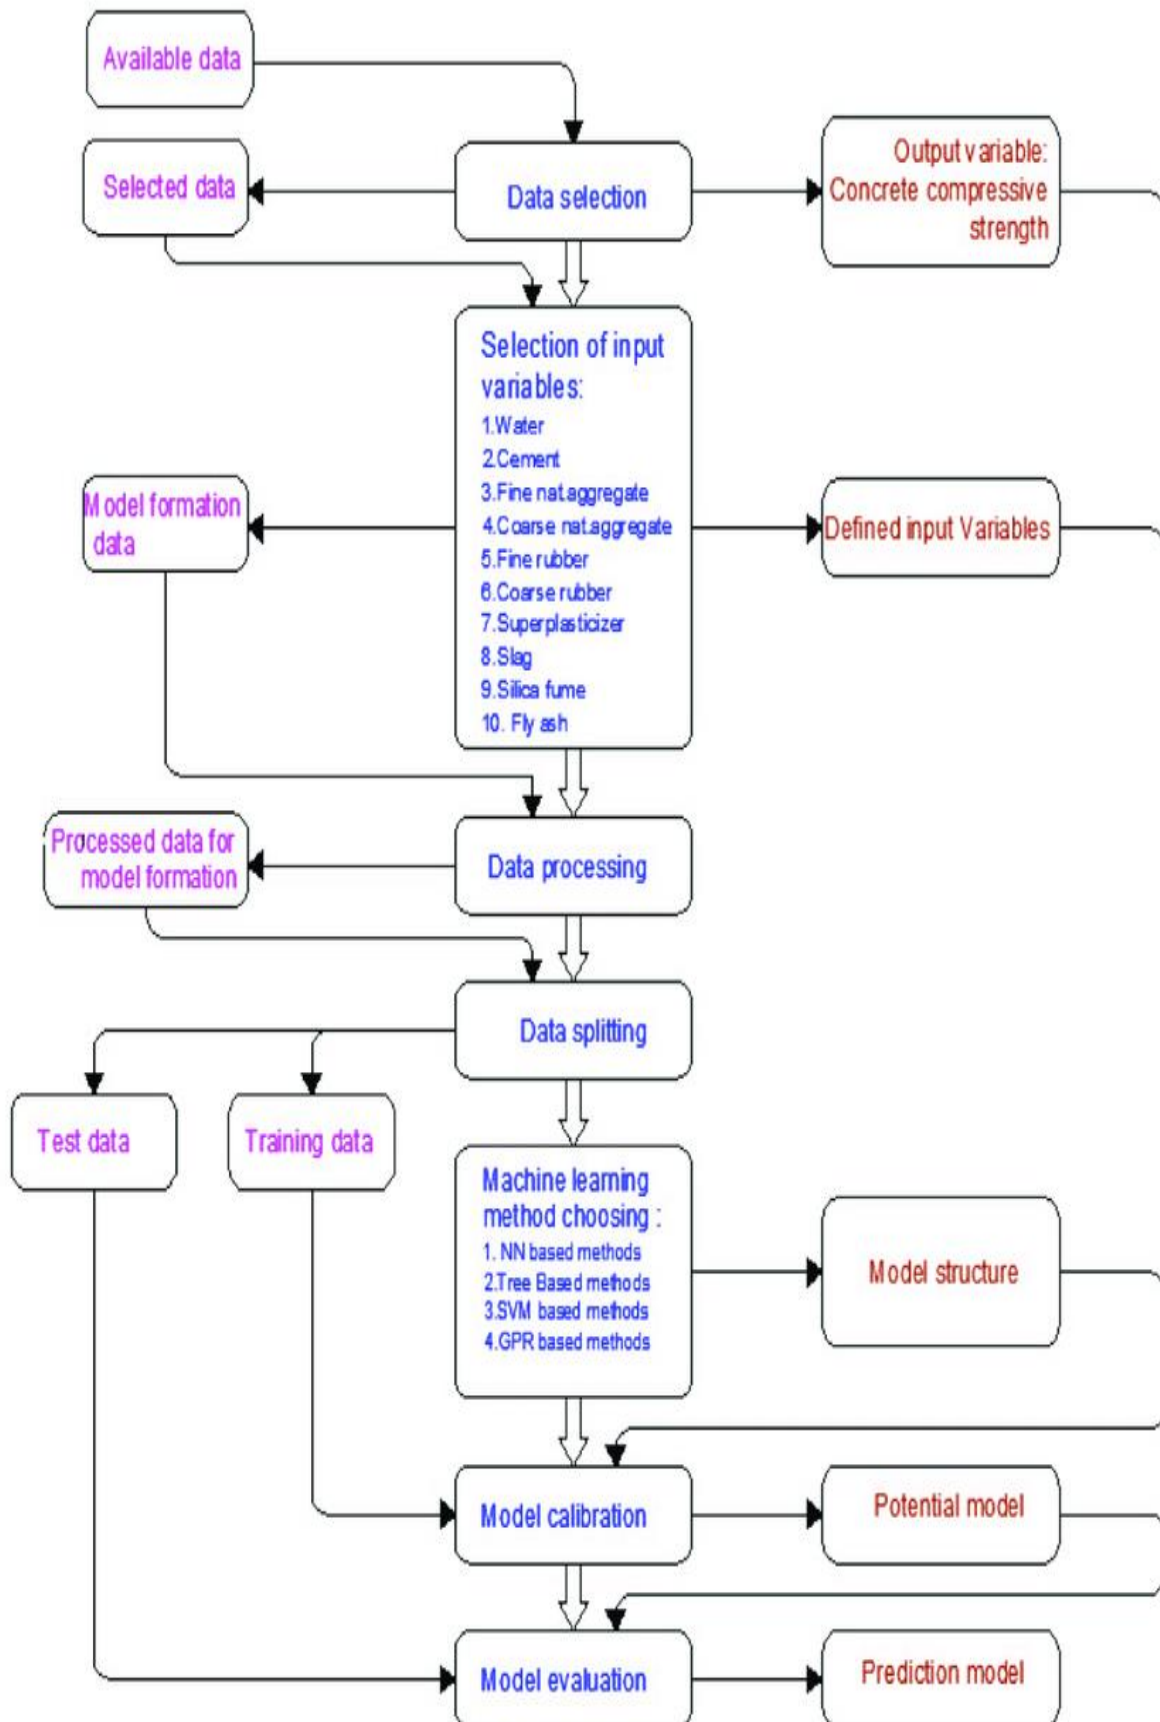 Available data
Selected data
Data selection
Output variable:
Concrete compressive
strength
Selection of input
variables:
1.Water
2.Cement
3.Fine nat.aggregate
4.Coarse nat.aggregate
5.Fine rubber
6.Coarse rubber
7.Superplasticizer
8.Slag
9.Silica fume
10. Fly ash
Model formation
data
Defined input Variables
Processed data for
model formation
Data processing
Data splitting
Test data
Training data
Machine learning
method choosing :
1. NN based methods
2.Tree Based methods
3.SVM based methods
4.GPR based methods
Model structure
Model calibration
Potential model
Model evaluation
Prediction model